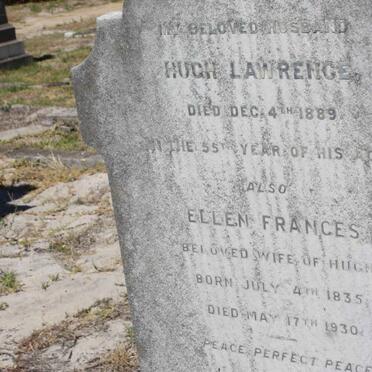 MY BELOVED HUSBAND
HUGH LAWRENCE,
DIED DEC. 4TH 1889.
IN THE 55TH YEAR OF HIS
ALSO
ELLEN FRANCES
BELOVED WIFE OF HUGH
BORN JULY 4TH 1835
DIED MAY 17TH 1930.
PEACE, PERFECT PEACE